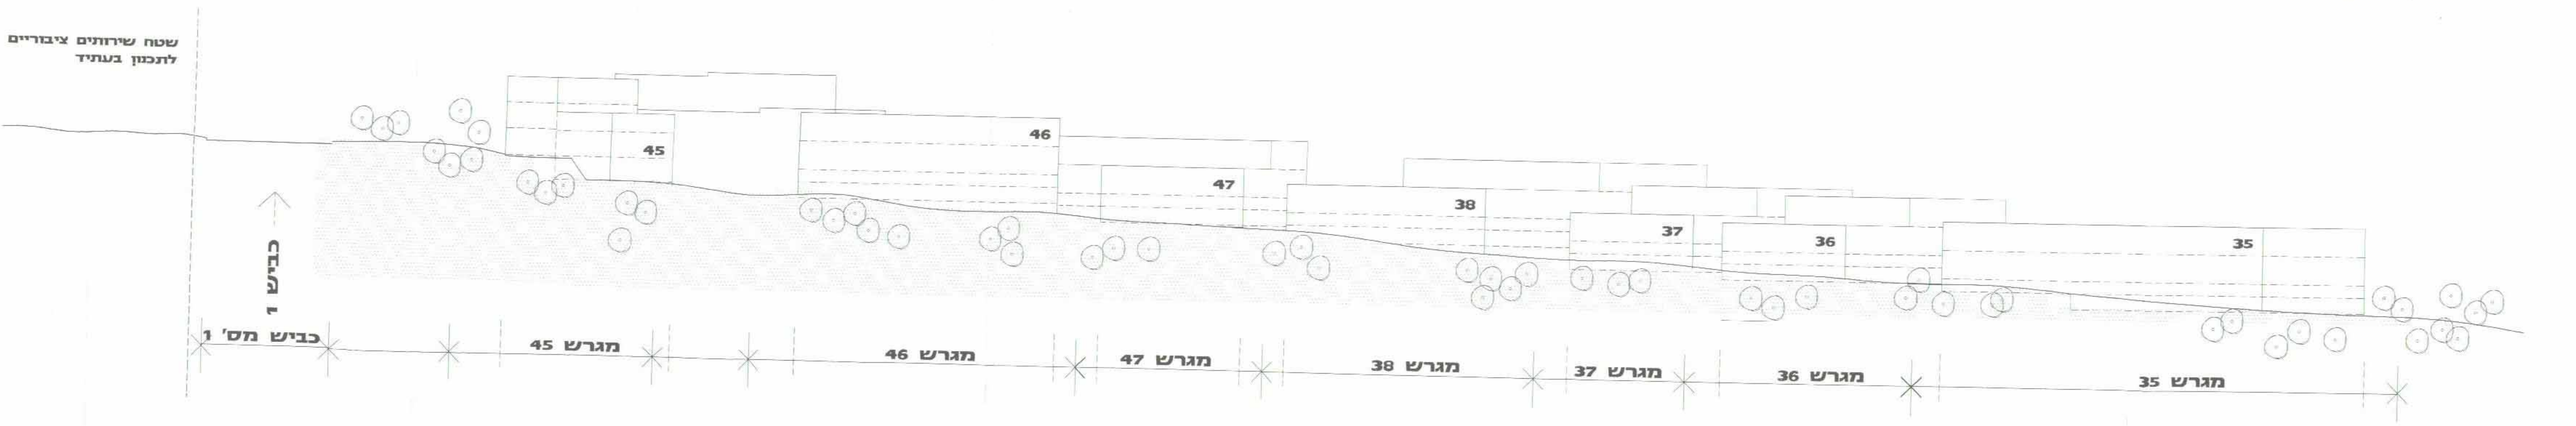 שטח שירותים ציבוריים
לתכנון בעתיד
45
46
47
38
37
36
35
כביש 1
כביש מס' 1
מגרש 45
מגרש 46
מגרש 47
מגרש 38
מגרש 37
מגרש 36
מגרש 35